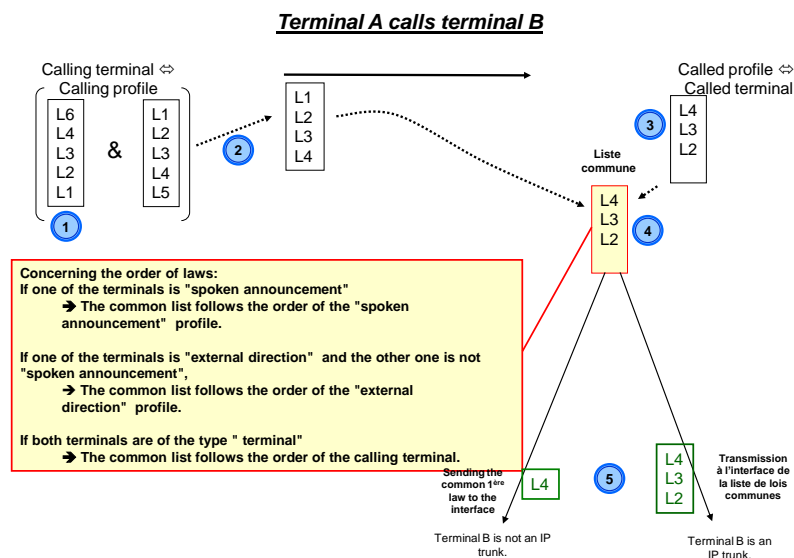 Terminal A calls terminal B
Calling terminal ⇔
Calling profile
L6
L4
L3
L2
L1
&
L1
L2
L3
L4
L5
1
2
L1
L2
L3
L4
Called profile ⇔
Called terminal
3
L4
L3
L2
Liste
commune
L4
L3
L2
4
Concerning the order of laws:
If one of the terminals is "spoken announcement"
➔ The common list follows the order of the "spoken
announcement" profile.
If one of the terminals is "external direction" and the other one is not
"spoken announcement",
➔ The common list follows the order of the "external
direction" profile.
If both terminals are of the type " terminal"
➔ The common list follows the order of the calling terminal.
Sending the
common 1ère
law to the
interface
L4
5
L4
L3
L2
Transmission
à l'interface de
la liste de lois
communes
Terminal B is not an IP
trunk.
Terminal B is an
IP trunk.